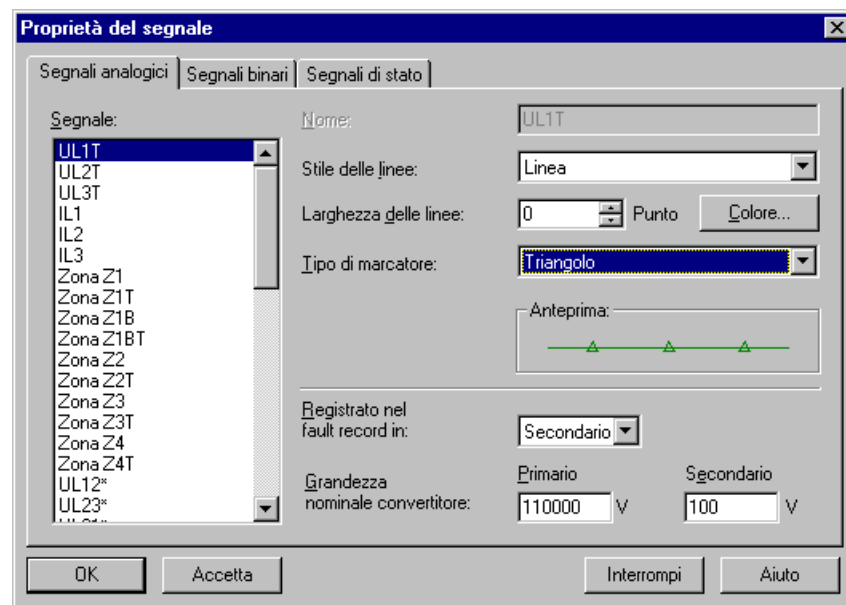 Proprietà del segnale
Segnali analogici Segnali binari Segnali di stato
Segnale:
UL1T
UL2T
UL3T
IL1
IL2
IL3
Zona Z1
Zona Z1T
Zona Z1B
Zona Z1BT
Zona Z2
Zona Z2T
Zona Z3
Zona Z3T
Zona Z4
Zona Z4T
UL12*
UL23*
Nome: UL1T
Stile delle linee: Linea
Larghezza delle linee: 0 Punto Colore...
Tipo di marcatore: Triangolo
Anteprima:
Registrato nel
fault record in: Secondario
Primario Secondario
Grandezza
nominale convertitore: 110000 V 100 V
OK Accetta Interrompi Aiuto